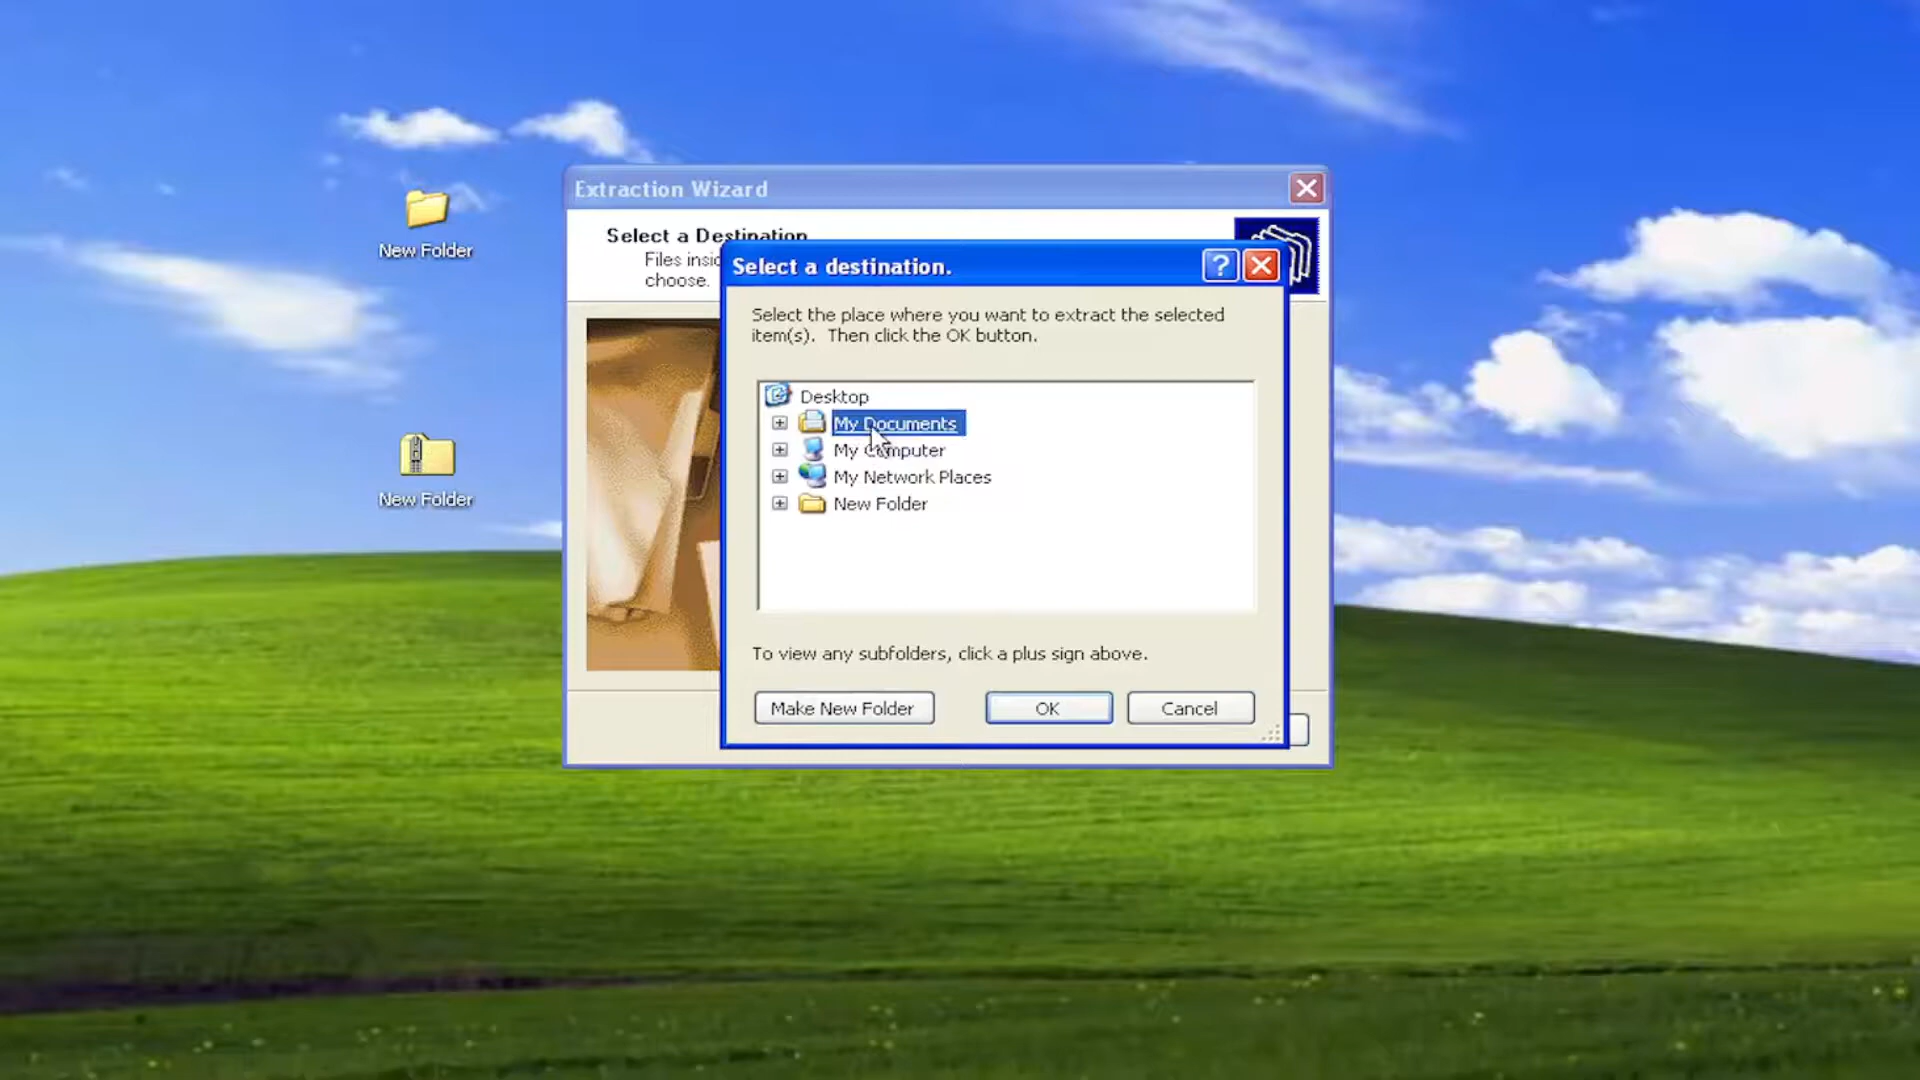 New Folder
New Folder
Extraction Wizard
Select a Destination
Files insi
choose.
Select a destination.
Select the place where you want to extract the selected
item(s).  Then click the OK button.
Desktop
My Documents
My Computer
My Network Places
New Folder
To view any subfolders, click a plus sign above.
Make New Folder
OK
Cancel